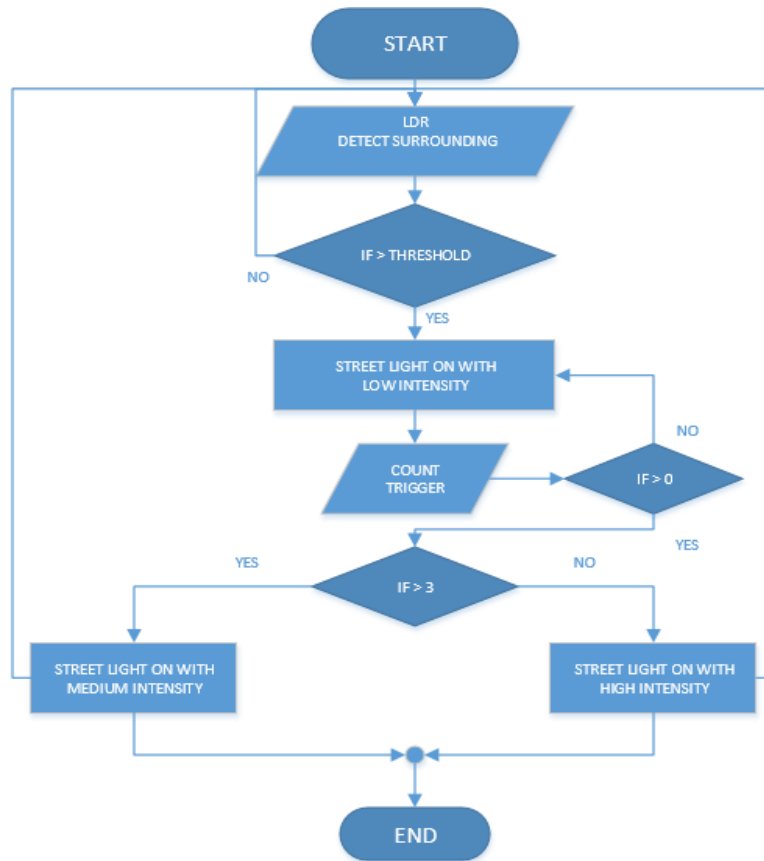 START
LDR
DETECT SURROUNDING
IF > THRESHOLD
NO
YES
STREET LIGHT ON WITH
LOW INTENSITY
NO
COUNT
TRIGGER
IF > 0
YES
YES
NO
IF > 3
STREET LIGHT ON WITH
MEDIUM INTENSITY
STREET LIGHT ON WITH
HIGH INTENSITY
END